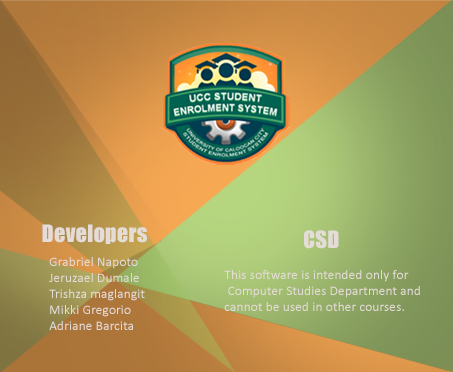 UCC STUDENT
ENROLMENT SYSTEM
UNIVERSITY OF CALOOCAN CITY
STUDENT ENROLMENT SYSTEM
Developers
Grabriel Napoto
Jeruzael Dumale
Trishza maglangit
Mikki Gregorio
Adriane Barcita
CSD
This software is intended only for
Computer Studies Department and
cannot be used in other courses.